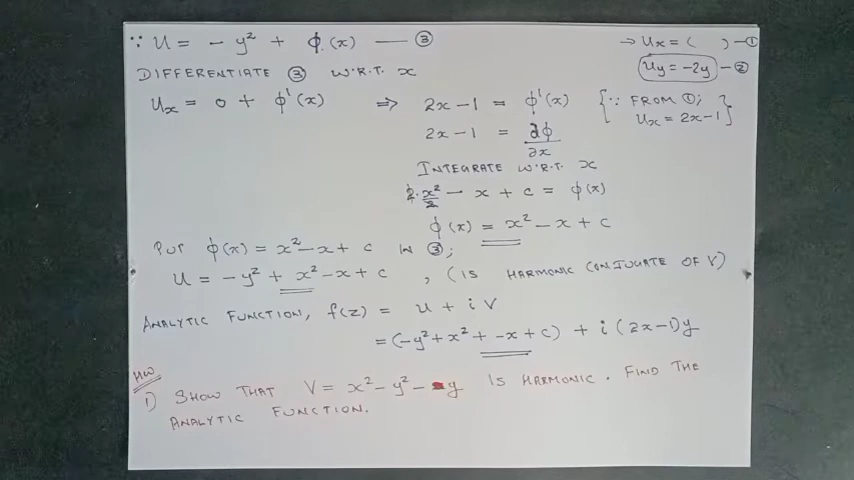 ∵ U = - y² + ϕ(x) — ③
→ Ux = ( ) — ①
DIFFERENTIATE ③ W.R.T. x
Uy = -2y — ②
Ux = 0 + ϕ'(x) ⇒ 2x-1 = ϕ'(x) {∵ FROM ①;
Ux = 2x-1}
2x-1 = ∂ϕ/∂x
INTEGRATE W.R.T. x
2·x²/2 - x + c = ϕ(x)
ϕ(x) = x² - x + c
PUT ϕ(x) = x² - x + c IN ③;
U = -y² + x² - x + c , (IS HARMONIC CONJUGATE OF V)
ANALYTIC FUNCTION, f(z) = u + i V
= (-y² + x² + -x + c) + i (2x-1)y
HW
1) SHOW THAT V = x² - y² - y IS HARMONIC. FIND THE
ANALYTIC FUNCTION.